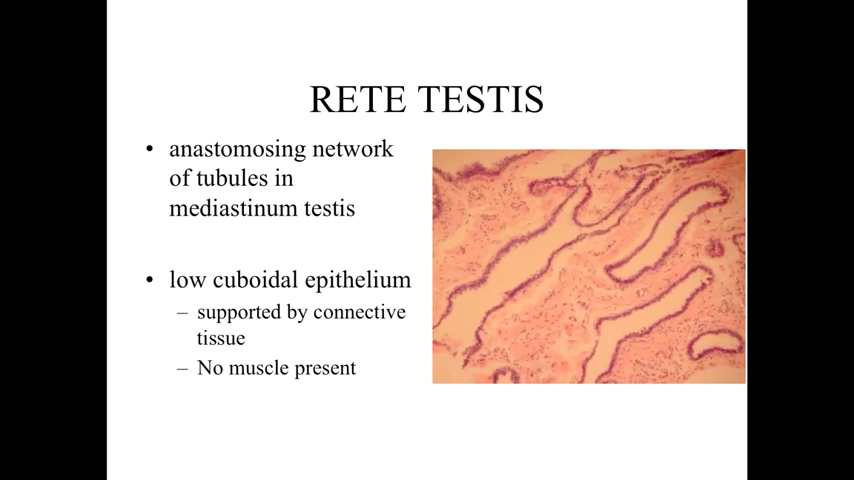 RETE TESTIS
• anastomosing network
of tubules in
mediastinum testis
• low cuboidal epithelium
– supported by connective
tissue
– No muscle present